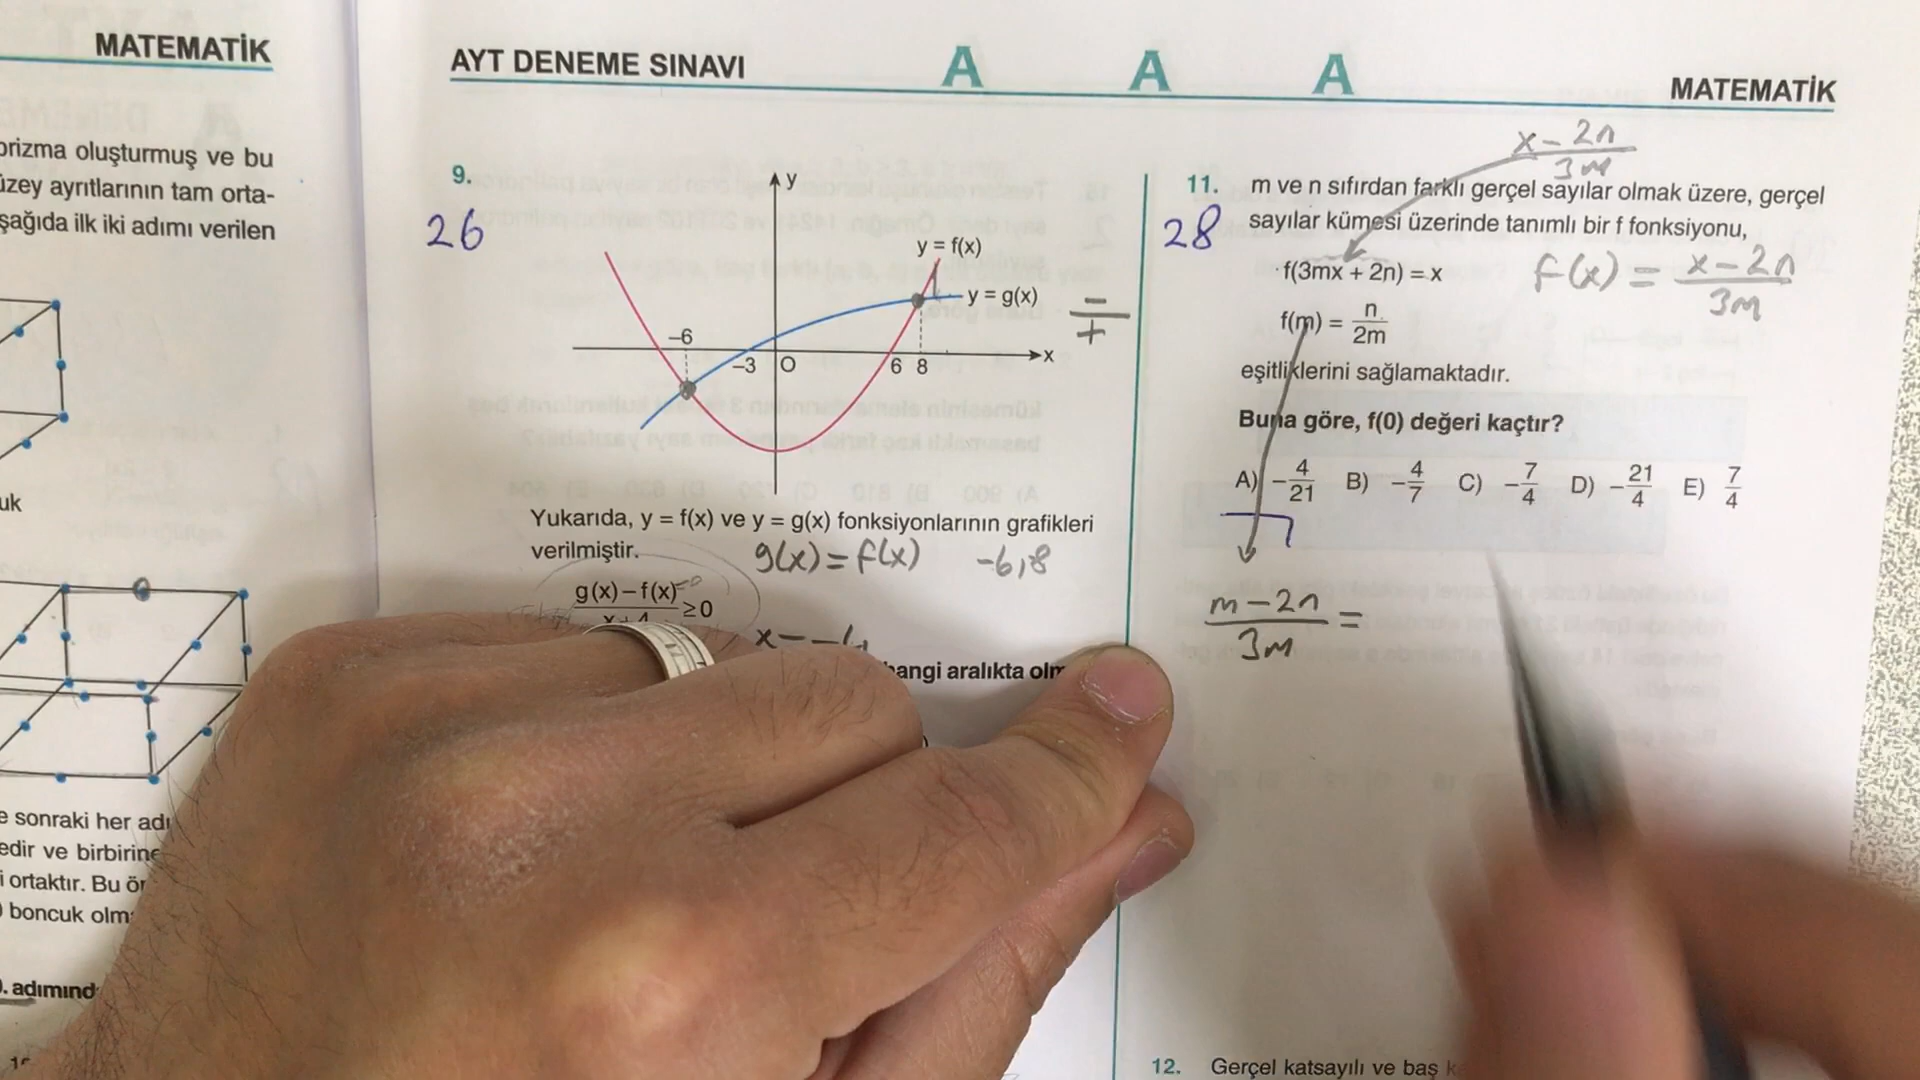 MATEMATİK
prizma oluşturmuş ve bu
üzey ayrıtlarının tam orta-
şağıda ilk iki adımı verilen
uk
e sonraki her adı
edir ve birbirine
i ortaktır. Bu ör
boncuk olm
. adımınd
AYT DENEME SINAVI
A A A
MATEMATİK
9.
26
y
y = f(x)
y = g(x)
-6
-3
O
6 8
x
- +
Yukarıda, y = f(x) ve y = g(x) fonksiyonlarının grafikleri
verilmiştir.
g(x) = f(x) -6,8
g(x) – f(x)
≥0
x = -4
hangi aralıkta olm
x - 2n
3m
11. m ve n sıfırdan farklı gerçel sayılar olmak üzere, gerçel
28
sayılar kümesi üzerinde tanımlı bir f fonksiyonu,
f(3mx + 2n) = x
f(x) = x - 2n / 3m
f(m) = n / 2m
eşitliklerini sağlamaktadır.
Buna göre, f(0) değeri kaçtır?
A) – 4/21 B) – 4/7 C) – 7/4 D) – 21/4 E) 7/4
m - 2n / 3m =
12. Gerçel katsayılı ve baş